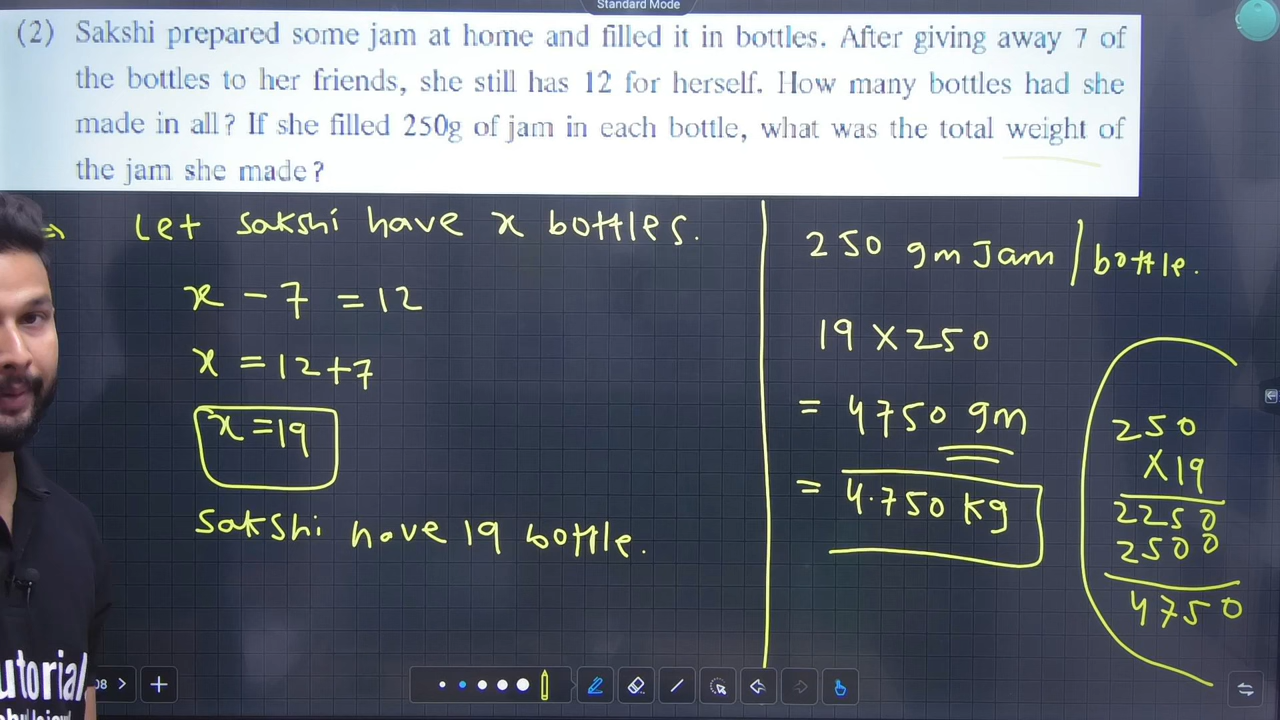 Standard Mode
(2) Sakshi prepared some jam at home and filled it in bottles. After giving away 7 of
the bottles to her friends, she still has 12 for herself. How many bottles had she
made in all? If she filled 250g of jam in each bottle, what was the total weight of
the jam she made?
⇒ Let Sakshi have x bottles.
x - 7 = 12
x = 12+7
x = 19
Sakshi have 19 bottle.
250 gm Jam / bottle.
19 X 250
= 4750 gm
= 4.750 kg
250
X 19
2250
2500
4750
utorial
08 > +